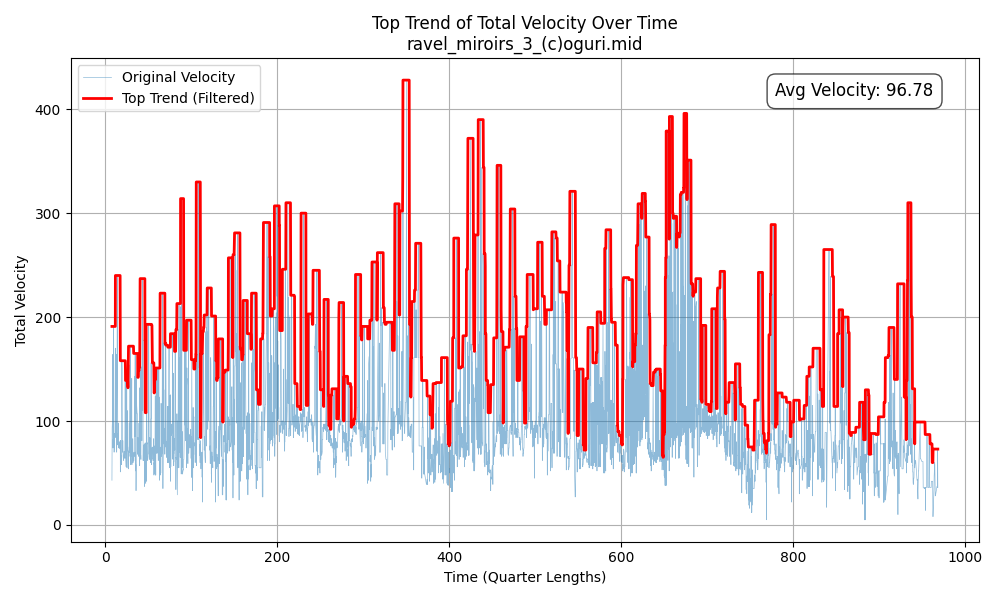 Top Trend of Total Velocity Over Time
ravel_miroirs_3_(c)oguri.mid
Original Velocity
Top Trend (Filtered)
Avg Velocity: 96.78
Total Velocity
400
300
200
100
0
0 200 400 600 800 1000
Time (Quarter Lengths)